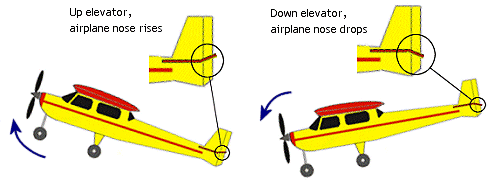 Up elevator,
airplane nose rises
Down elevator,
airplane nose drops